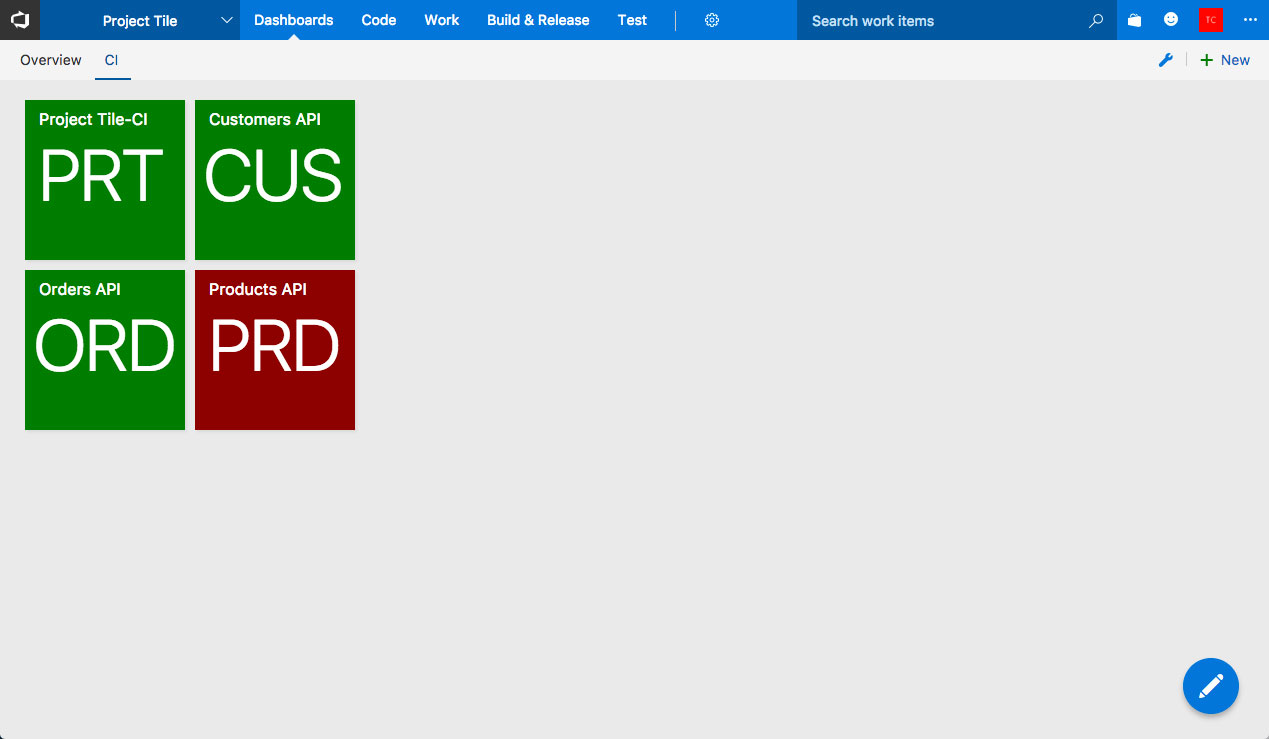 Project Tile
Dashboards Code Work Build & Release Test
Search work items
TC
Overview CI
New
Project Tile-CI
PRT
Customers API
CUS
Orders API
ORD
Products API
PRD